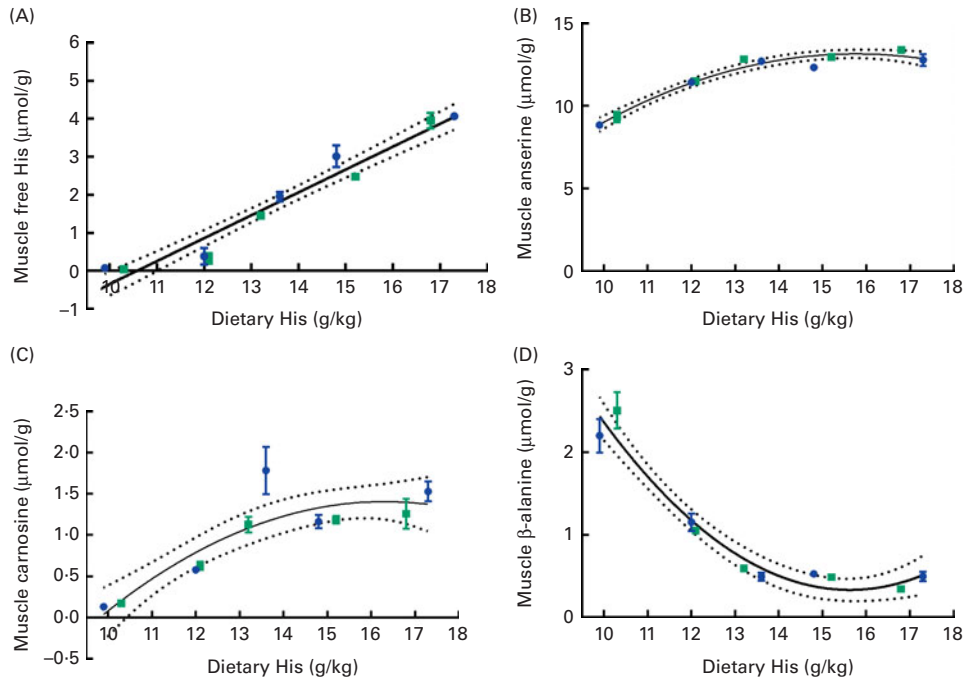 (A)
6
5
4
3
2
1
0
–1
10 11 12 13 14 15 16 17 18
Muscle free His (μmol/g)
Dietary His (g/kg)
(B)
15
10
5
0
10 11 12 13 14 15 16 17 18
Muscle anserine (μmol/g)
Dietary His (g/kg)
(C)
2·5
2·0
1·5
1·0
0·5
0·0
–0·5
10 11 12 13 14 15 16 17 18
Muscle carnosine (μmol/g)
Dietary His (g/kg)
(D)
3
2
1
0
10 11 12 13 14 15 16 17 18
Muscle β-alanine (μmol/g)
Dietary His (g/kg)